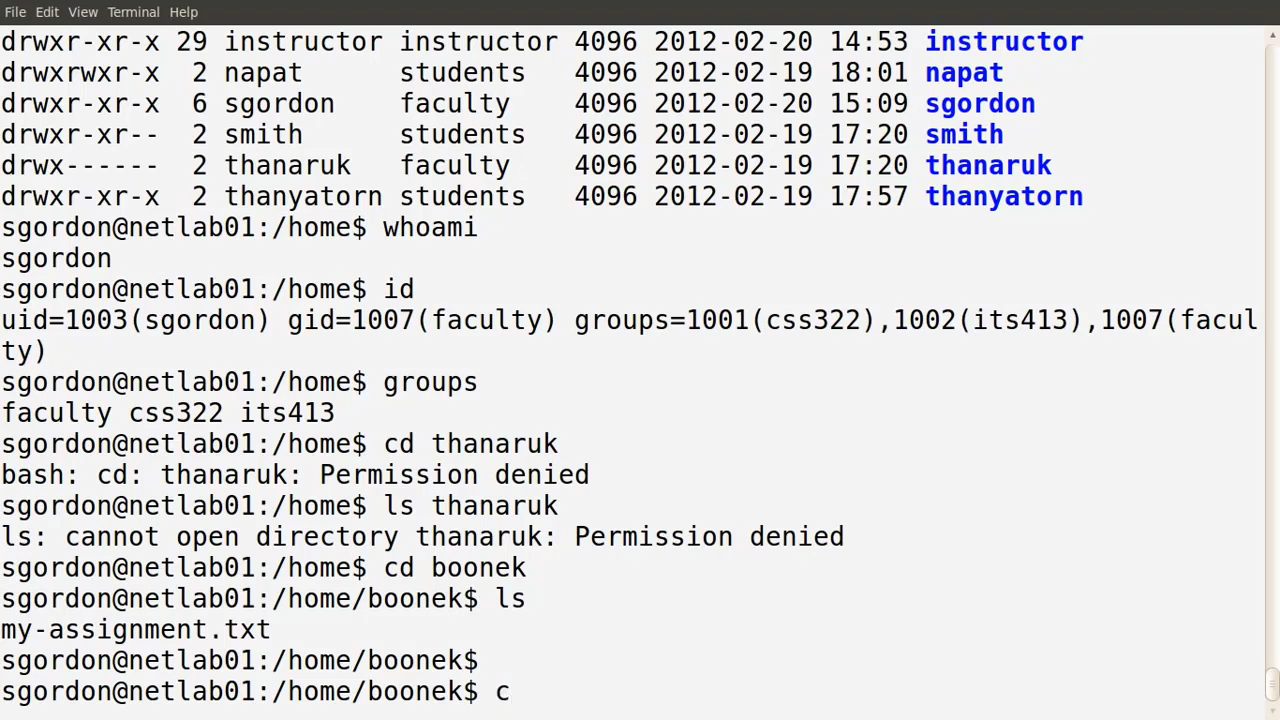 File Edit View Terminal Help
drwxr-xr-x 29 instructor instructor 4096 2012-02-20 14:53 instructor
drwxrwxr-x  2 napat      students   4096 2012-02-19 18:01 napat
drwxr-xr-x  6 sgordon    faculty    4096 2012-02-20 15:09 sgordon
drwxr-xr--  2 smith      students   4096 2012-02-19 17:20 smith
drwx------  2 thanaruk   faculty    4096 2012-02-19 17:20 thanaruk
drwxr-xr-x  2 thanyatorn students   4096 2012-02-19 17:57 thanyatorn
sgordon@netlab01:/home$ whoami
sgordon
sgordon@netlab01:/home$ id
uid=1003(sgordon) gid=1007(faculty) groups=1001(css322),1002(its413),1007(facul
ty)
sgordon@netlab01:/home$ groups
faculty css322 its413
sgordon@netlab01:/home$ cd thanaruk
bash: cd: thanaruk: Permission denied
sgordon@netlab01:/home$ ls thanaruk
ls: cannot open directory thanaruk: Permission denied
sgordon@netlab01:/home$ cd boonek
sgordon@netlab01:/home/boonek$ ls
my-assignment.txt
sgordon@netlab01:/home/boonek$
sgordon@netlab01:/home/boonek$ c